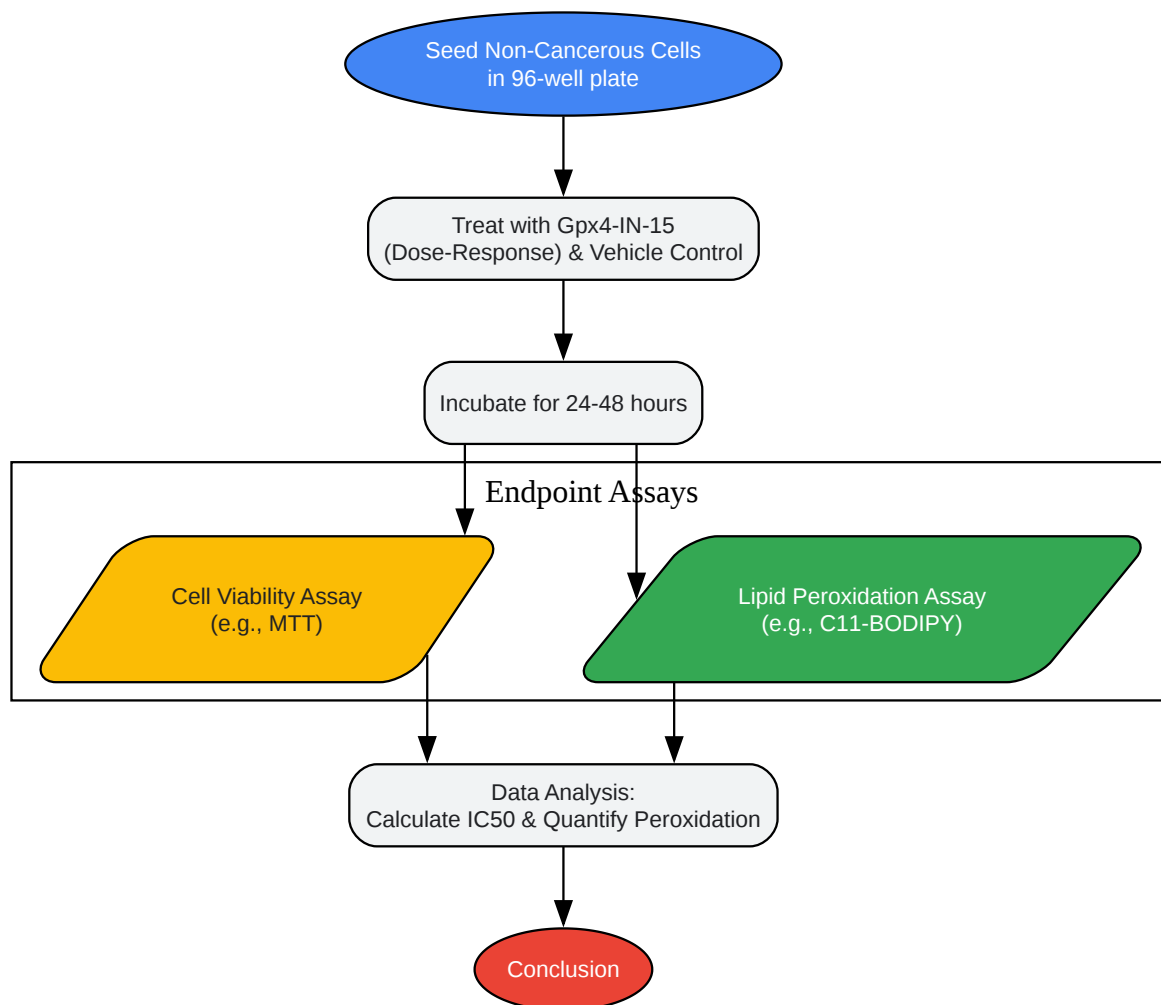 Seed Non-Cancerous Cells
in 96-well plate
Treat with Gpx4-IN-15
(Dose-Response) & Vehicle Control
Incubate for 24-48 hours
Endpoint Assays
Cell Viability Assay
(e.g., MTT)
Lipid Peroxidation Assay
(e.g., C11-BODIPY)
Data Analysis:
Calculate IC50 & Quantify Peroxidation
Conclusion